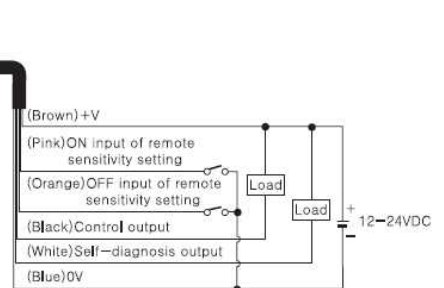 (Brown)+V
(Pink)ON input of remote
sensitivity setting
(Orange)OFF input of remote
sensitivity setting
Load
Load
+
12-24VDC
-
(Black)Control output
(White)Self-diagnosis output
(Blue)0V